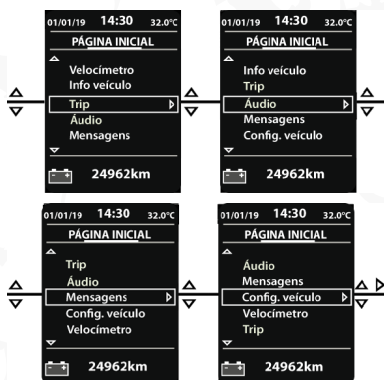 01/01/19 14:30 32.0°C
PÁGINA INICIAL
Velocímetro
Info veículo
Trip
Áudio
Mensagens
24962km
01/01/19 14:30 32.0°C
PÁGINA INICIAL
Info veículo
Trip
Áudio
Mensagens
Config. veículo
24962km
01/01/19 14:30 32.0°C
PÁGINA INICIAL
Trip
Áudio
Mensagens
Config. veículo
Velocímetro
24962km
01/01/19 14:30 32.0°C
PÁGINA INICIAL
Áudio
Mensagens
Config. veículo
Velocímetro
Trip
24962km